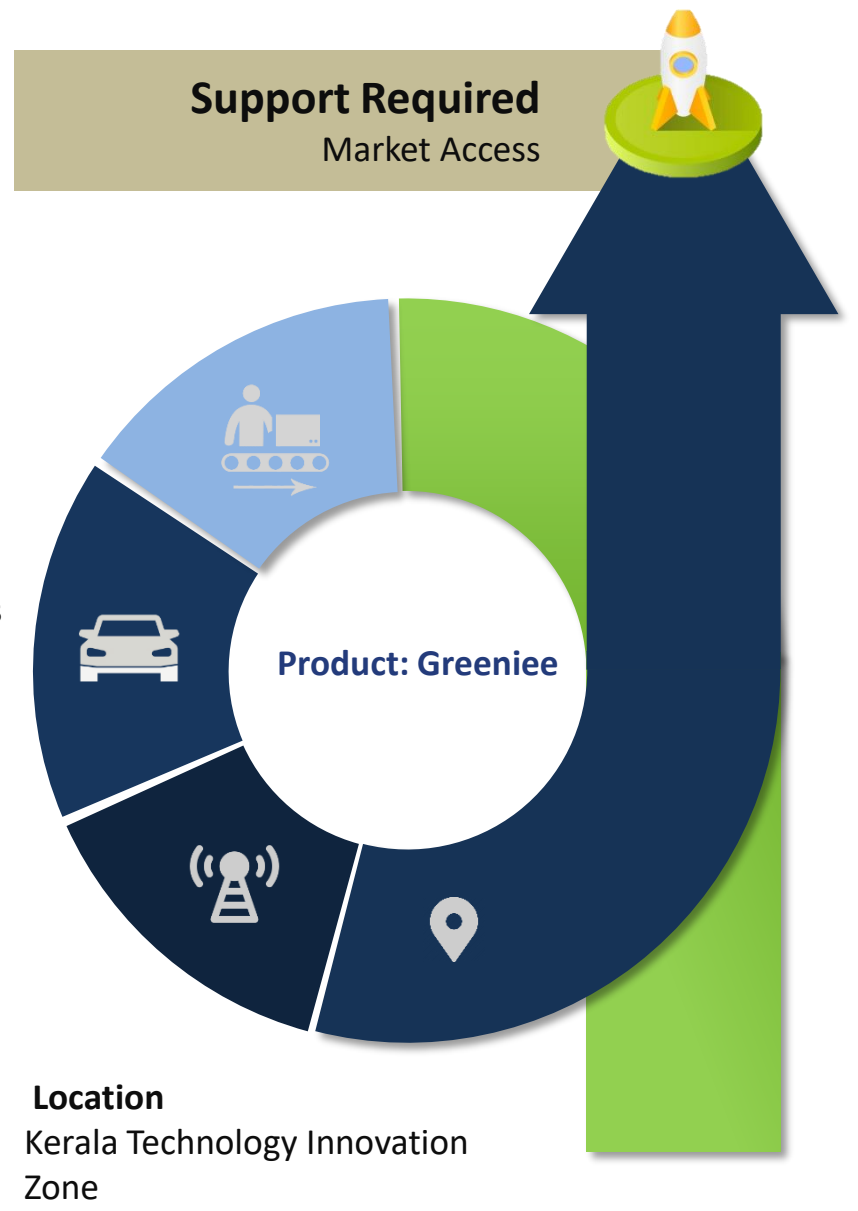 Support Required
Market Access
Product: Greeniee
Location
Kerala Technology Innovation
Zone